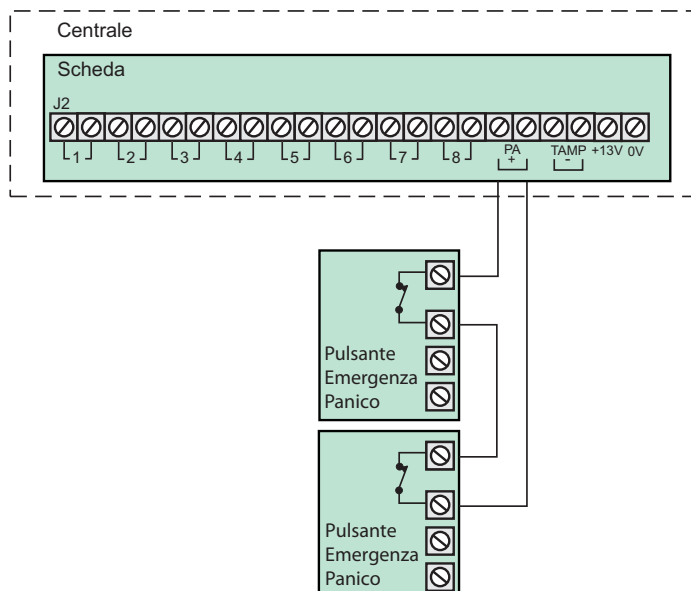 Centrale
Scheda
J2
1 2 3 4 5 6 7 8 PA + TAMP - +13V 0V
Pulsante
Emergenza
Panico
Pulsante
Emergenza
Panico